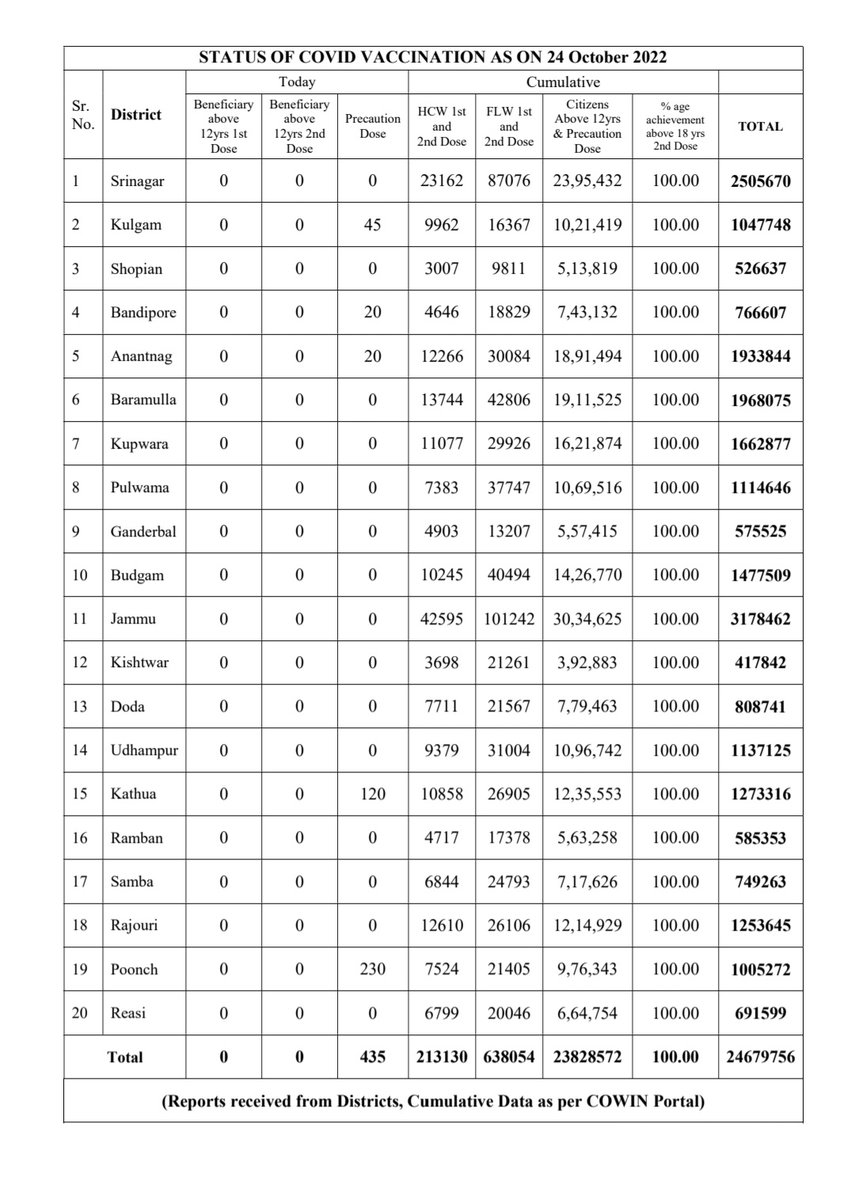 STATUS OF COVID VACCINATION AS ON 24 October 2022
Sr. No. District Today Cumulative
Beneficiary above 12yrs 1st Dose Beneficiary above 12yrs 2nd Dose Precaution Dose HCW 1st and 2nd Dose FLW 1st and 2nd Dose Citizens Above 12yrs & Precaution Dose % age achievement above 18 yrs 2nd Dose TOTAL
1 Srinagar 0 0 0 23162 87076 23,95,432 100.00 2505670
2 Kulgam 0 0 45 9962 16367 10,21,419 100.00 1047748
3 Shopian 0 0 0 3007 9811 5,13,819 100.00 526637
4 Bandipore 0 0 20 4646 18829 7,43,132 100.00 766607
5 Anantnag 0 0 20 12266 30084 18,91,494 100.00 1933844
6 Baramulla 0 0 0 13744 42806 19,11,525 100.00 1968075
7 Kupwara 0 0 0 11077 29926 16,21,874 100.00 1662877
8 Pulwama 0 0 0 7383 37747 10,69,516 100.00 1114646
9 Ganderbal 0 0 0 4903 13207 5,57,415 100.00 575525
10 Budgam 0 0 0 10245 40494 14,26,770 100.00 1477509
11 Jammu 0 0 0 42595 101242 30,34,625 100.00 3178462
12 Kishtwar 0 0 0 3698 21261 3,92,883 100.00 417842
13 Doda 0 0 0 7711 21567 7,79,463 100.00 808741
14 Udhampur 0 0 0 9379 31004 10,96,742 100.00 1137125
15 Kathua 0 0 120 10858 26905 12,35,553 100.00 1273316
16 Ramban 0 0 0 4717 17378 5,63,258 100.00 585353
17 Samba 0 0 0 6844 24793 7,17,626 100.00 749263
18 Rajouri 0 0 0 12610 26106 12,14,929 100.00 1253645
19 Poonch 0 0 230 7524 21405 9,76,343 100.00 1005272
20 Reasi 0 0 0 6799 20046 6,64,754 100.00 691599
Total 0 0 435 213130 638054 23828572 100.00 24679756
(Reports received from Districts, Cumulative Data as per COWIN Portal)